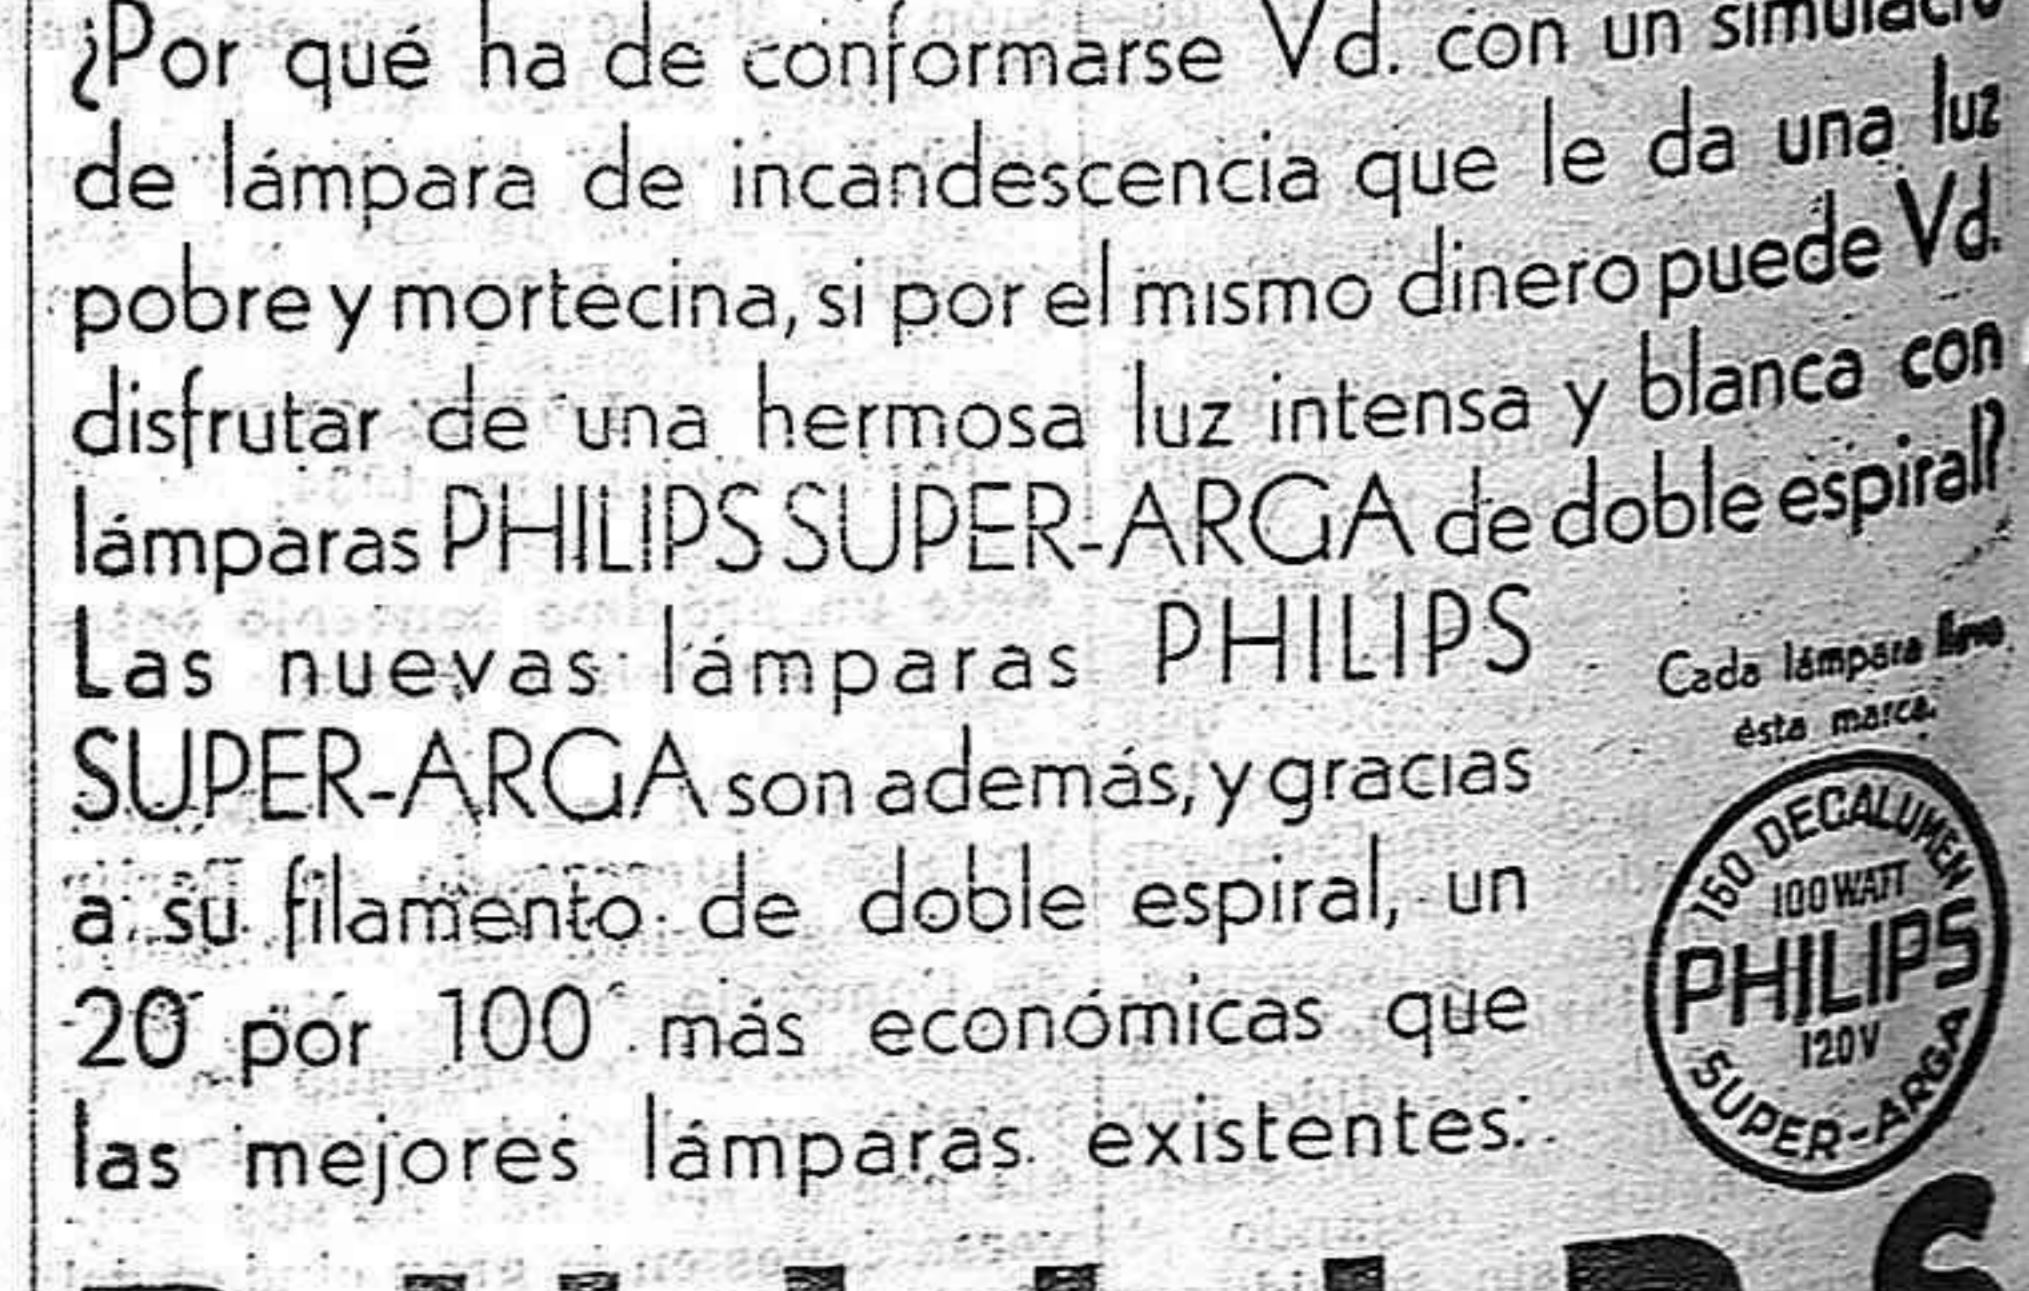 ¿Por qué ha de conformarse Vd. con un simulacro
de lámpara de incandescencia que le da una luz
pobre y mortecina, si por el mismo dinero puede Vd.
disfrutar de una hermosa luz intensa y blanca con
lámparas PHILIPS SUPER-ARGA de doble espiral?
Las nuevas lámparas PHILIPS
SUPER-ARGA son además, y gracias
a su filamento de doble espiral, un
20 por 100 más económicas que
las mejores lámparas existentes.
Cada lámpara lleva
ésta marca.
160 DECALUMEN
100 WATT
PHILIPS
120V
SUPER-ARGA
PHILIPS